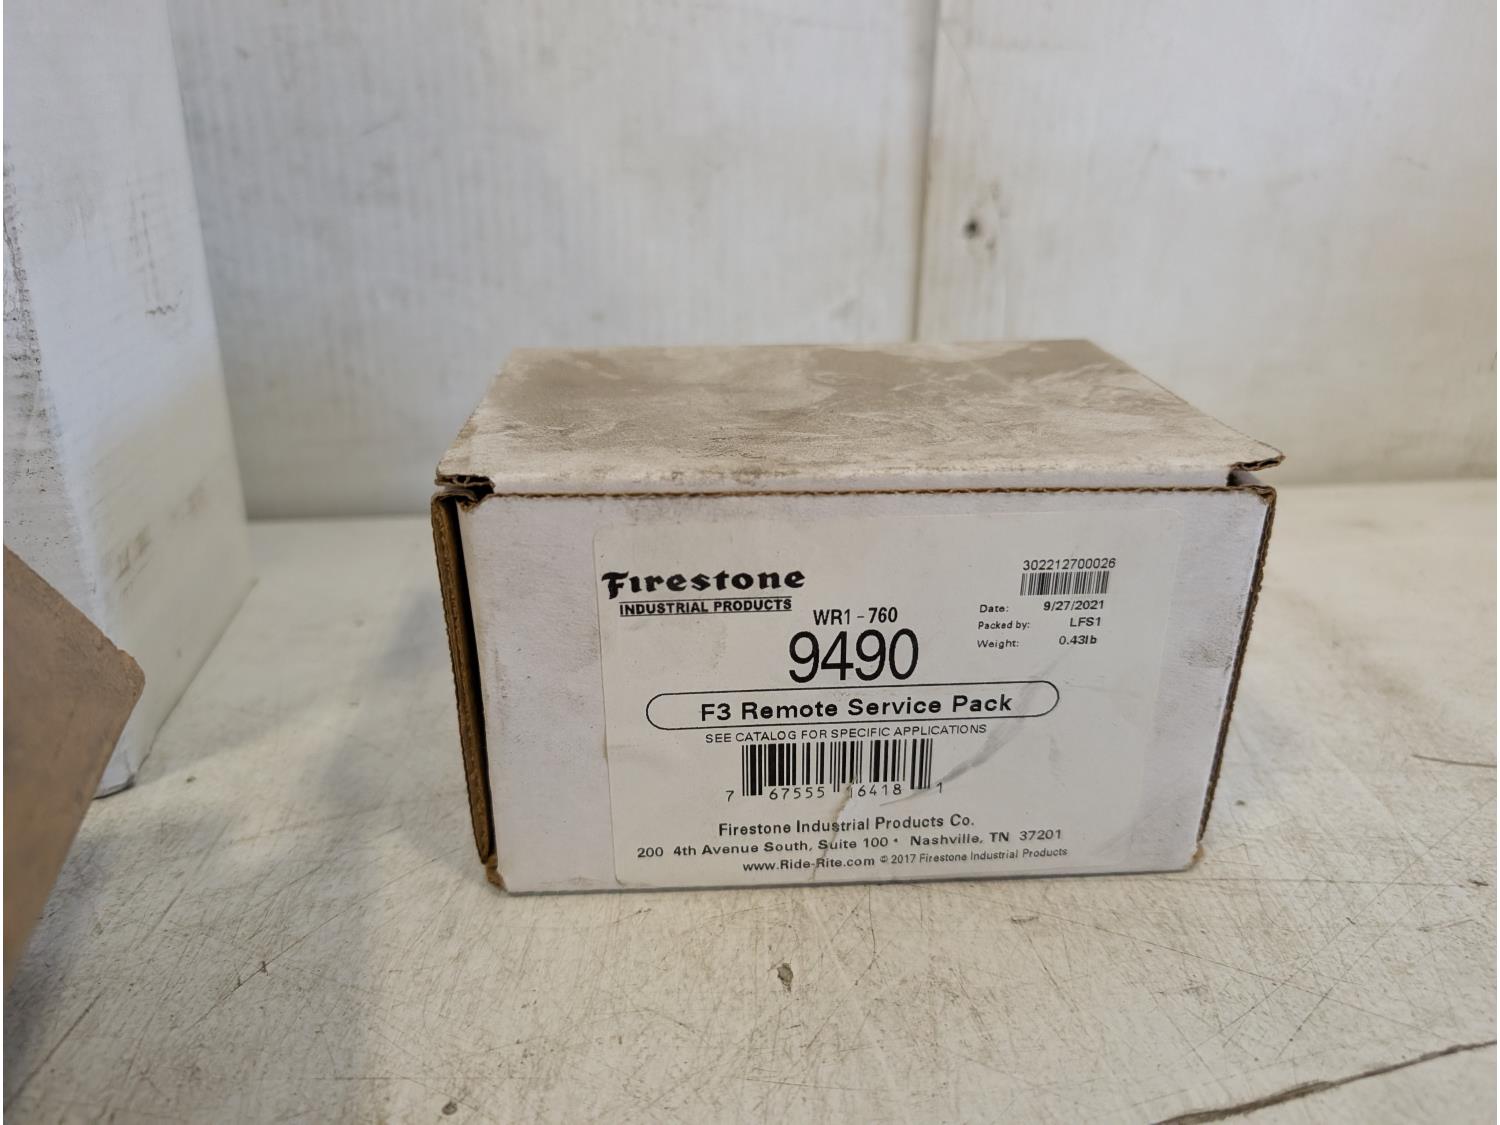 Firestone
INDUSTRIAL PRODUCTS
WR1-760
9490
302212700026
Date: 9/27/2021
Packed by: LFS1
Weight: 0.43lb
F3 Remote Service Pack
SEE CATALOG FOR SPECIFIC APPLICATIONS
7 67555 16418 1
Firestone Industrial Products Co.
200 4th Avenue South, Suite 100 • Nashville, TN 37201
www.Ride-Rite.com © 2017 Firestone Industrial Products